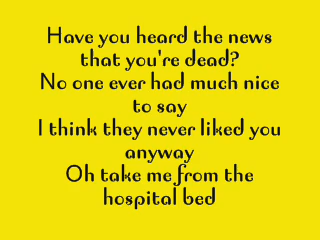 Have you heard the news
that you're dead?
No one ever had much nice
to say
I think they never liked you
anyway
Oh take me from the
hospital bed